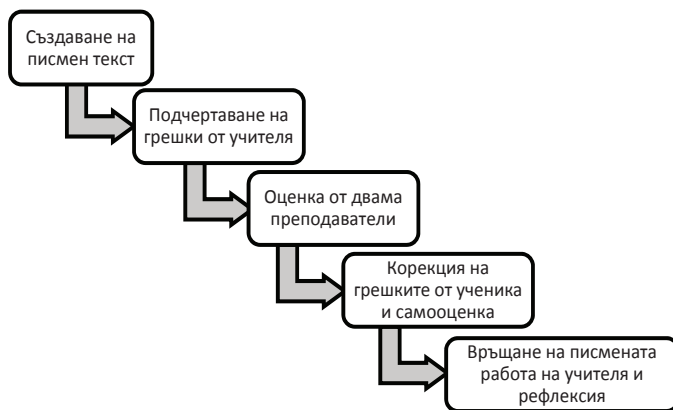 Създаване на
писмен текст
Подчертаване на
грешки от учителя
Оценка от двама
преподаватели
Корекция на
грешките от ученика
и самооценка
Връщане на писмената
работа на учителя и
рефлексия